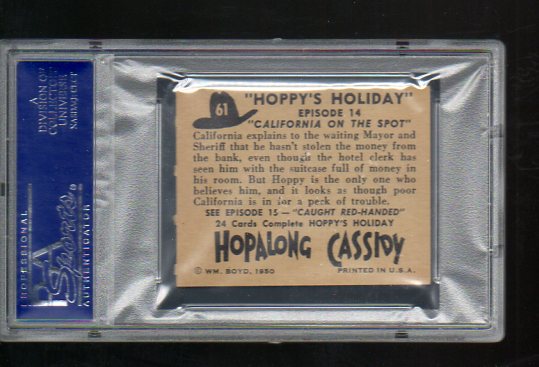 61
"HOPPY'S HOLIDAY"
EPISODE 14
"CALIFORNIA ON THE SPOT"
California explains to the waiting Mayor and
Sheriff that he hasn't stolen the money from
the bank, even though the hotel clerk has
seen him with the suitcase full of money in
his room. But Hoppy is the only one who
believes him, and it looks as though poor
California is in for a peck of trouble.
SEE EPISODE 15 — "CAUGHT RED-HANDED"
24 Cards Complete HOPPY'S HOLIDAY
HOPALONG CASSIDY
© WM. BOYD, 1950 PRINTED IN U.S.A.
PROFESSIONAL
PSA
Sports
®
AUTHENTICATOR
A
DIVISION OF
COLLECTORS
UNIVERSE
NASDAQ: CLCT